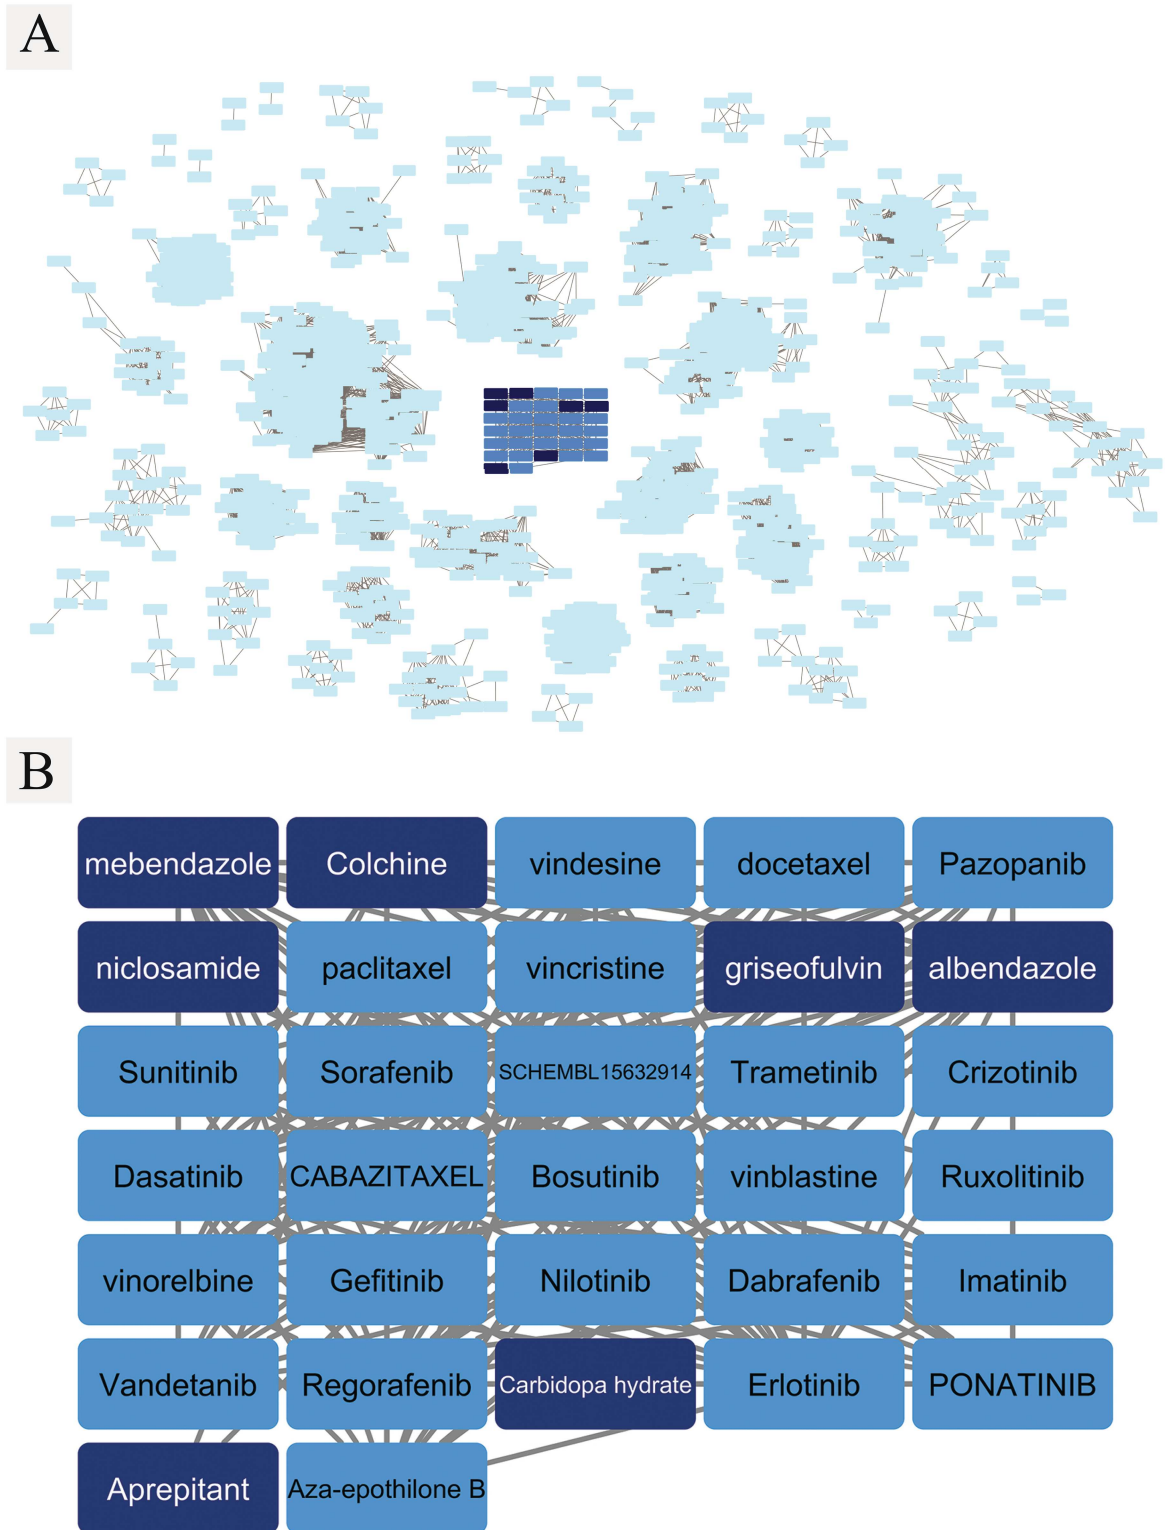 A
B
mebendazole Colchine vindesine docetaxel Pazopanib
niclosamide paclitaxel vincristine griseofulvin albendazole
Sunitinib Sorafenib SCHEMBL15632914 Trametinib Crizotinib
Dasatinib CABAZITAXEL Bosutinib vinblastine Ruxolitinib
vinorelbine Gefitinib Nilotinib Dabrafenib Imatinib
Vandetanib Regorafenib Carbidopa hydrate Erlotinib PONATINIB
Aprepitant Aza-epothilone B